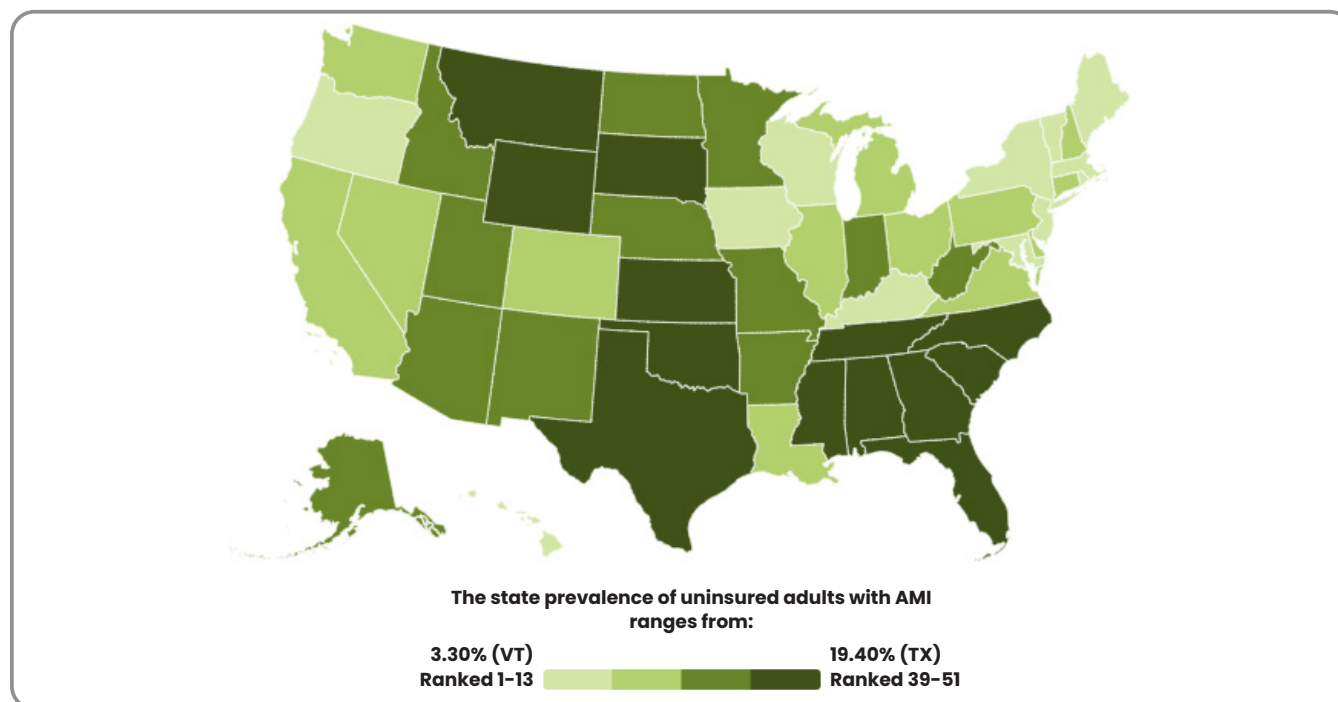 The state prevalence of uninsured adults with AMI
ranges from:
3.30% (VT)
Ranked 1-13
19.40% (TX)
Ranked 39-51